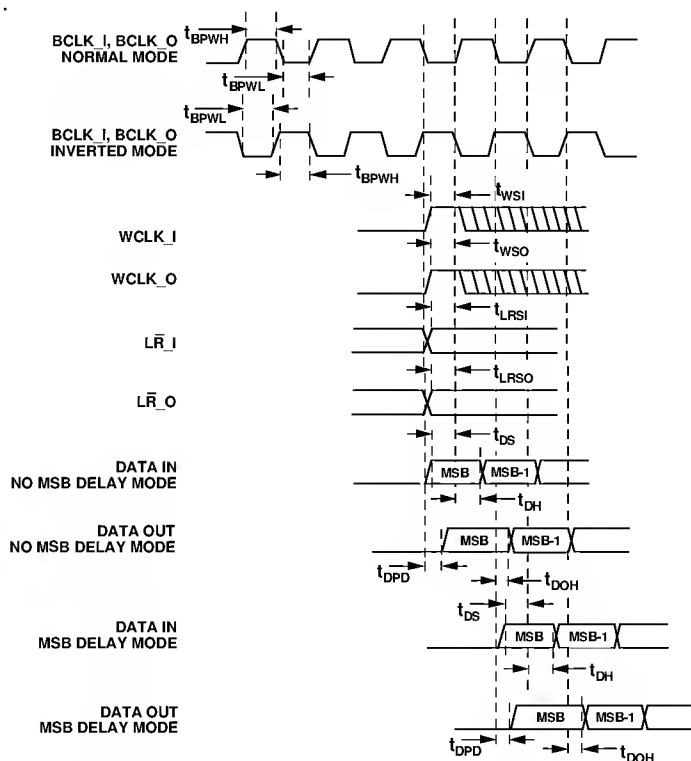 BCLK_I, BCLK_O
NORMAL MODE
tBPWH
tBPWL
tBPWL
BCLK_I, BCLK_O
INVERTED MODE
tBPWH
tWSI
WCLK_I
tWSO
WCLK_O
tLRSI
LR̄_I
tLRSO
LR̄_O
tDS
DATA IN
NO MSB DELAY MODE
MSB
MSB-1
tDH
DATA OUT
NO MSB DELAY MODE
MSB
MSB-1
tDPD
tDOH
tDS
DATA IN
MSB DELAY MODE
MSB
MSB-1
tDH
DATA OUT
MSB DELAY MODE
MSB
MSB-1
tDPD
tDOH